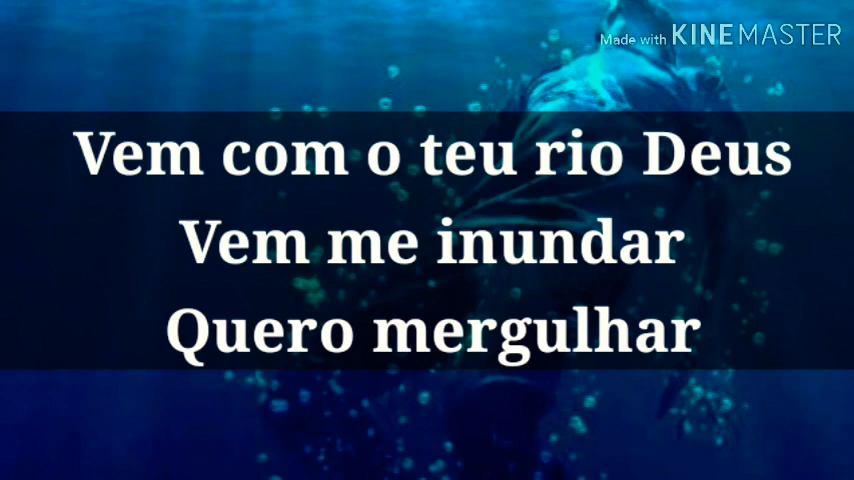 Made with KINEMASTER
Vem com o teu rio Deus
Vem me inundar
Quero mergulhar